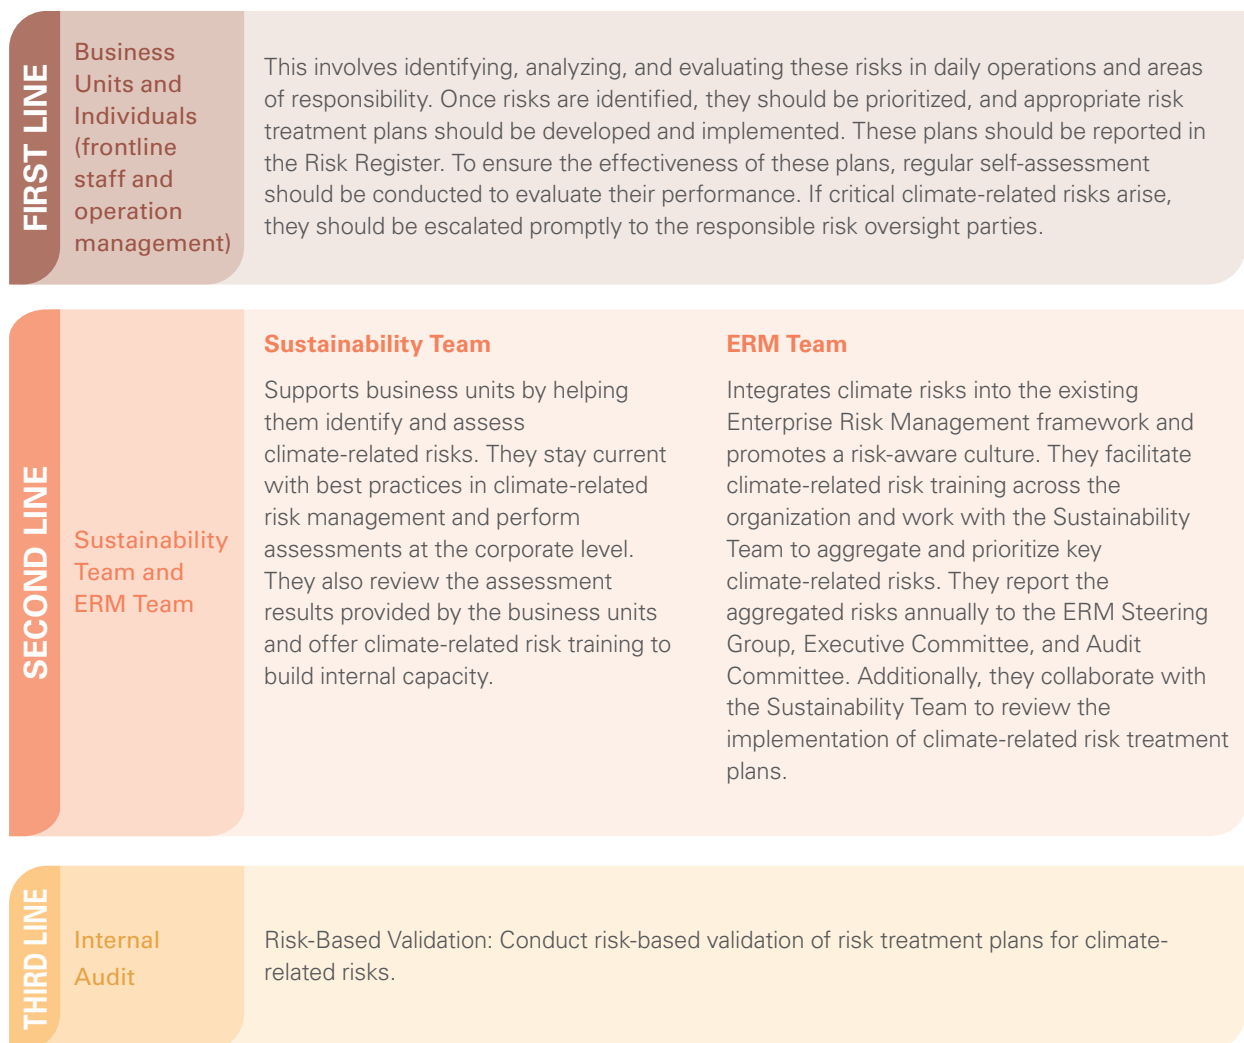 FIRST LINE
Business
Units and
Individuals
(frontline
staff and
operation
management)
This involves identifying, analyzing, and evaluating these risks in daily operations and areas
of responsibility. Once risks are identified, they should be prioritized, and appropriate risk
treatment plans should be developed and implemented. These plans should be reported in
the Risk Register. To ensure the effectiveness of these plans, regular self-assessment
should be conducted to evaluate their performance. If critical climate-related risks arise,
they should be escalated promptly to the responsible risk oversight parties.
SECOND LINE
Sustainability
Team and
ERM Team
Sustainability Team
Supports business units by helping
them identify and assess
climate-related risks. They stay current
with best practices in climate-related
risk management and perform
assessments at the corporate level.
They also review the assessment
results provided by the business units
and offer climate-related risk training to
build internal capacity.
ERM Team
Integrates climate risks into the existing
Enterprise Risk Management framework and
promotes a risk-aware culture. They facilitate
climate-related risk training across the
organization and work with the Sustainability
Team to aggregate and prioritize key
climate-related risks. They report the
aggregated risks annually to the ERM Steering
Group, Executive Committee, and Audit
Committee. Additionally, they collaborate with
the Sustainability Team to review the
implementation of climate-related risk treatment
plans.
THIRD LINE
Internal
Audit
Risk-Based Validation: Conduct risk-based validation of risk treatment plans for climate-
related risks.